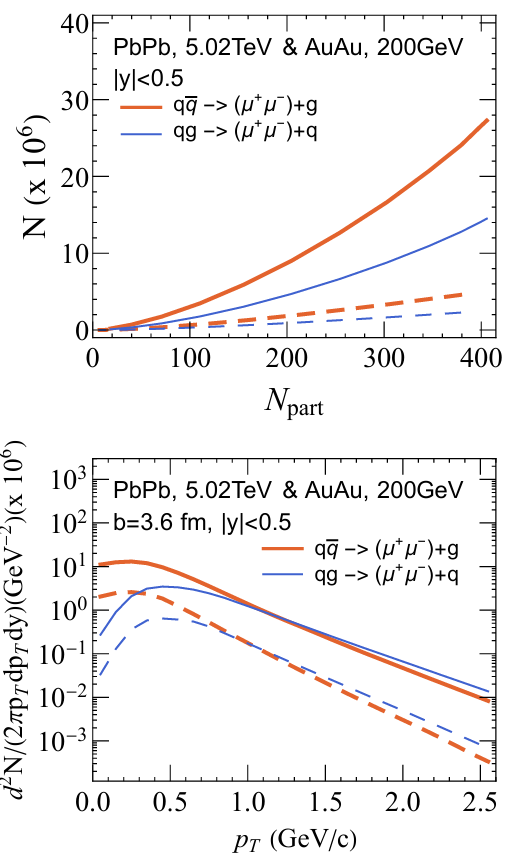 PbPb, 5.02TeV & AuAu, 200GeV
|y|<0.5
qq̅ −> (μ⁺μ⁻)+g
qg −> (μ⁺μ⁻)+q
N (x 10⁶)
40
30
20
10
0
0 100 200 300 400
N_part
PbPb, 5.02TeV & AuAu, 200GeV
b=3.6 fm, |y|<0.5
qq̅ −> (μ⁺μ⁻)+g
qg −> (μ⁺μ⁻)+q
d²N/(2πp_Tdp_Tdy)(GeV⁻²)(x 10⁶)
10³
10²
10¹
10⁰
10⁻¹
10⁻²
10⁻³
0.0 0.5 1.0 1.5 2.0 2.5
p_T (GeV/c)